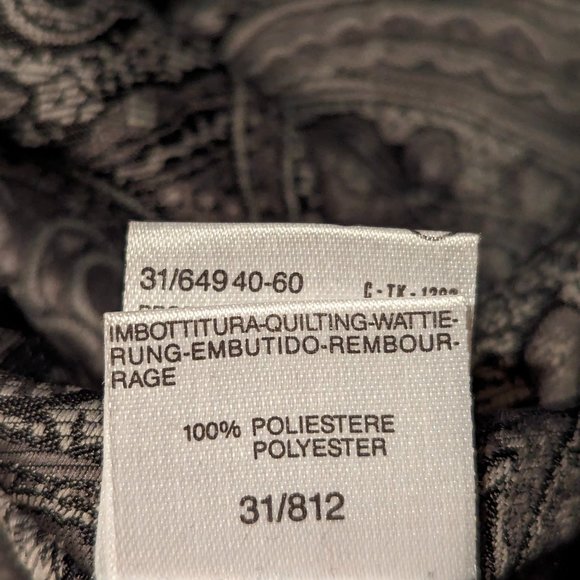 31/649 40-60
IMBOTTITURA-QUILTING-WATTIE-
RUNG-EMBUTIDO-REMBOUR-
RAGE
100% POLIESTERE
POLYESTER
31/812